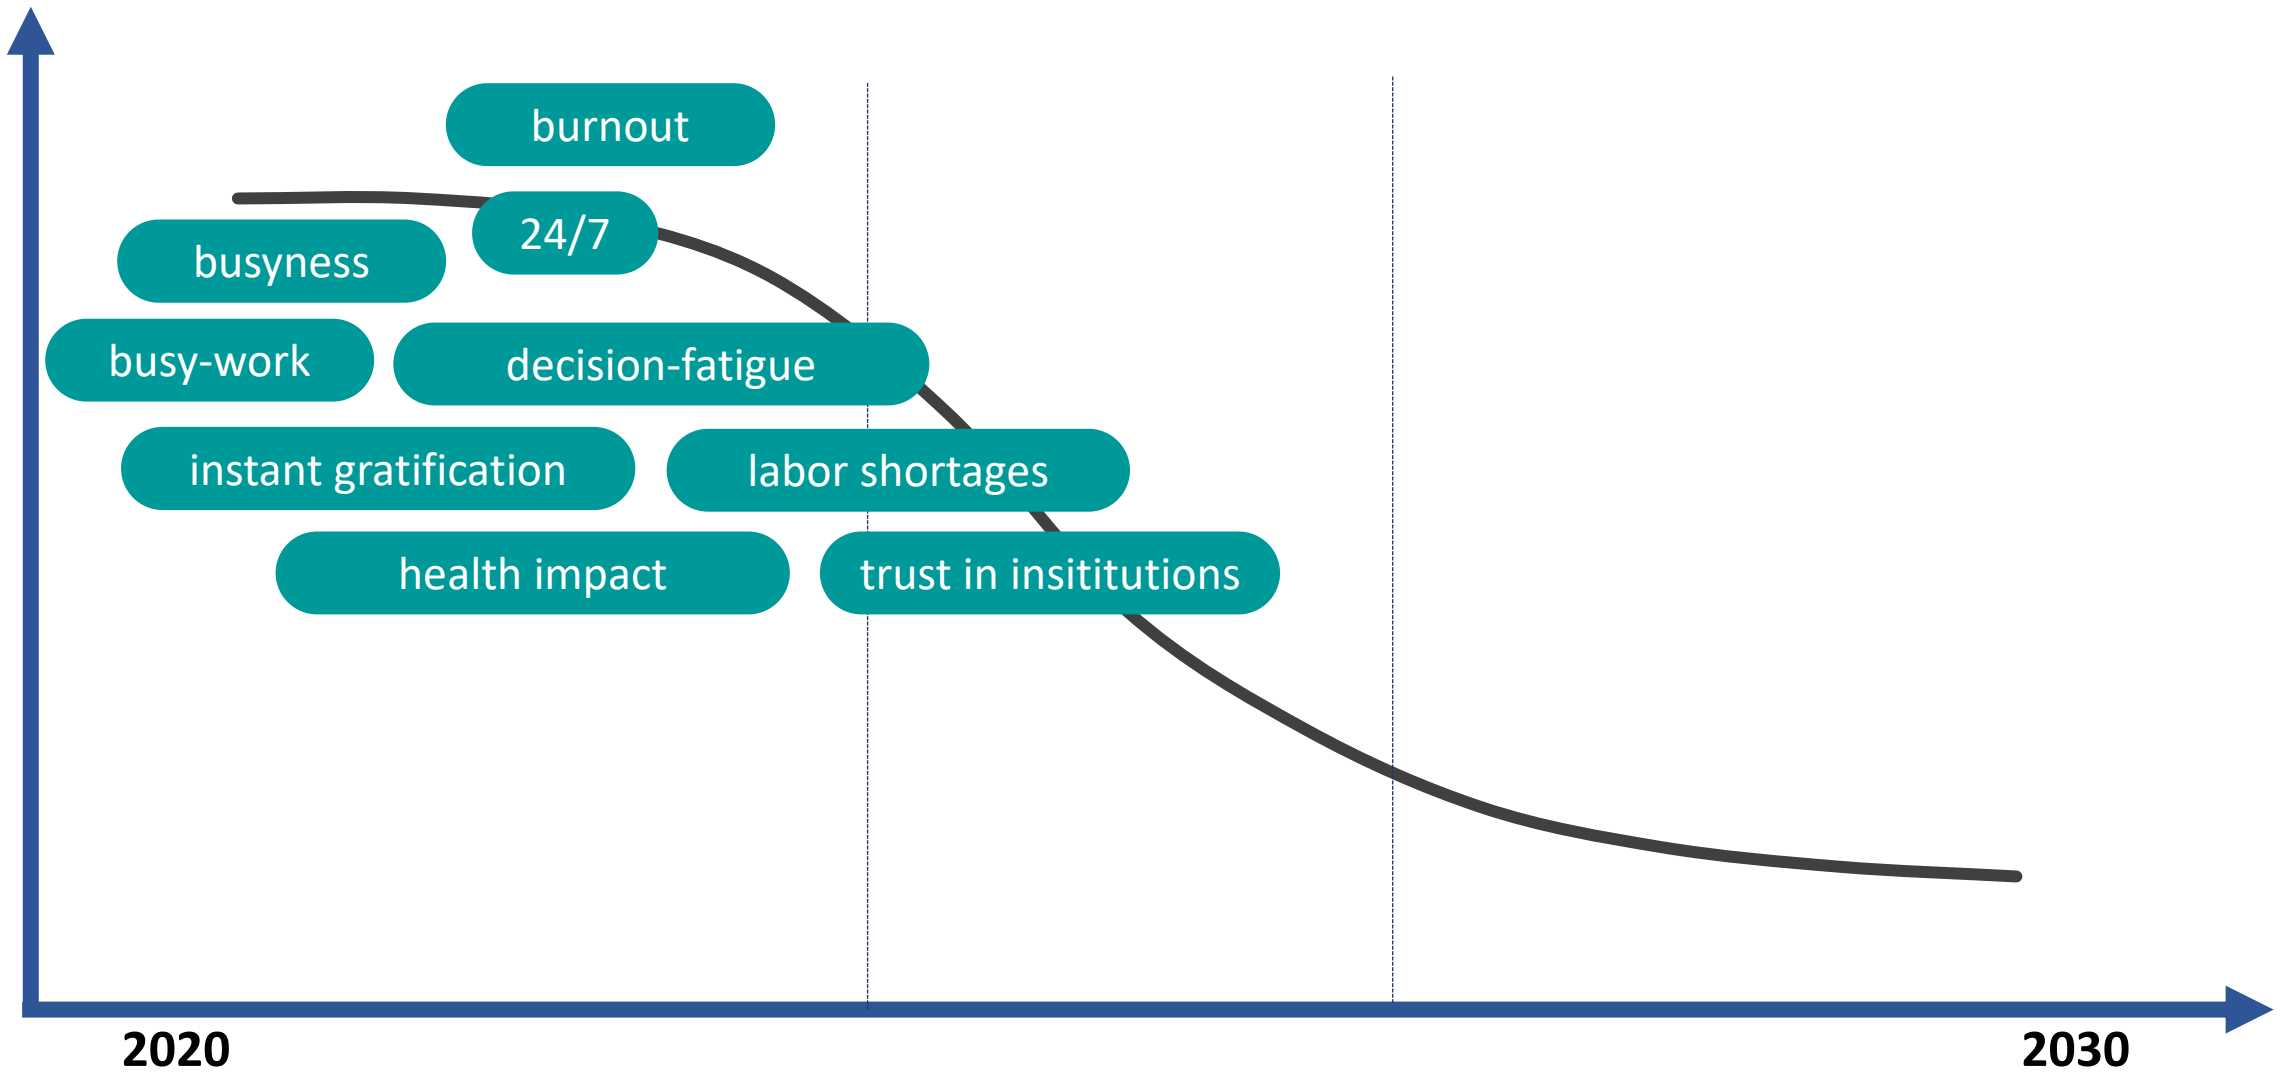 burnout
24/7
busyness
busy-work
decision-fatigue
instant gratification
labor shortages
health impact
trust in insititutions
2020
2030